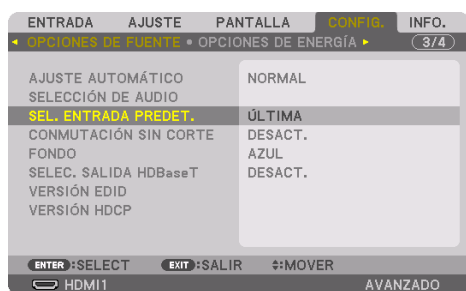 ENTRADA AJUSTE PANTALLA CONFIG. INFO.
OPCIONES DE FUENTE • OPCIONES DE ENERGÍA 3/4
AJUSTE AUTOMÁTICO NORMAL
SELECCIÓN DE AUDIO
SEL. ENTRADA PREDET. ÚLTIMA
CONMUTACIÓN SIN CORTE DESACT.
FONDO AZUL
SELEC. SALIDA HDBaseT DESACT.
VERSIÓN EDID
VERSIÓN HDCP
ENTER :SELECT EXIT :SALIR :MOVER
HDMI1 AVANZADO